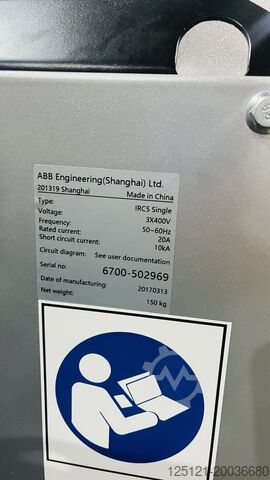 ABB Engineering(Shanghai) Ltd.
201319 Shanghai Made in China
Type: IRC5 Single
Voltage: 3X400V
Frequency: 50~60Hz
Rated current: 20A
Short circuit current: 10kA
Circuit diagram: See user documentation
Serial no: 6700-502969
Date of manufacturing: 20170313
Net weight: 150 kg
125121-20036680